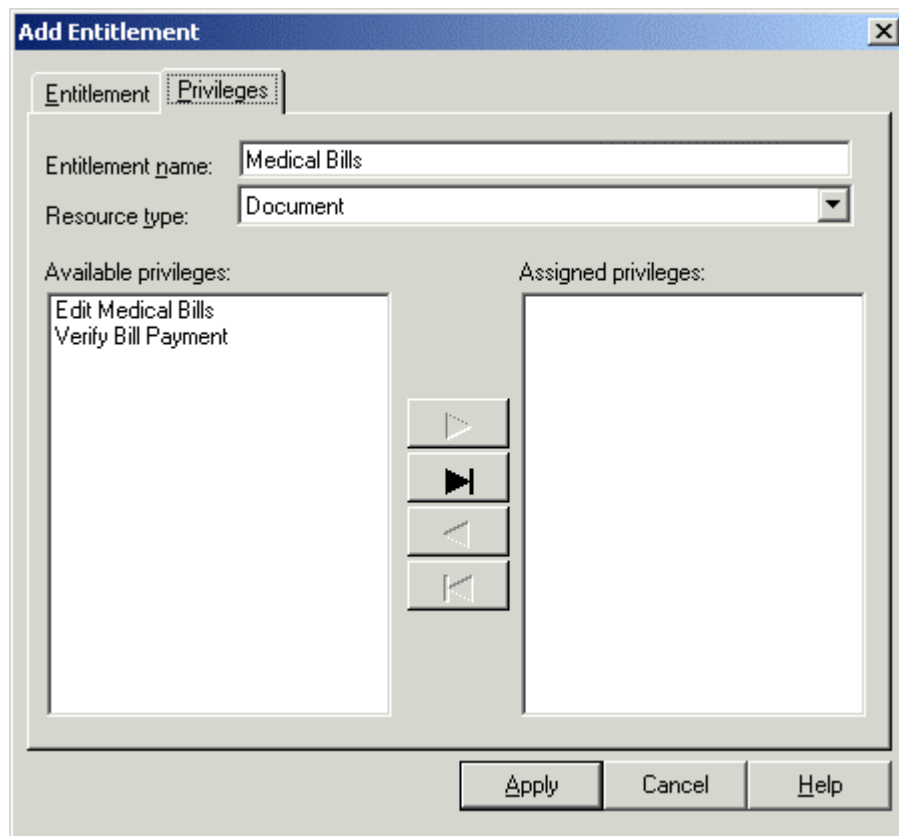 Add Entitlement
Entitlement Privileges
Entitlement name: Medical Bills
Resource type: Document
Available privileges: Assigned privileges:
Edit Medical Bills
Verify Bill Payment
Apply Cancel Help